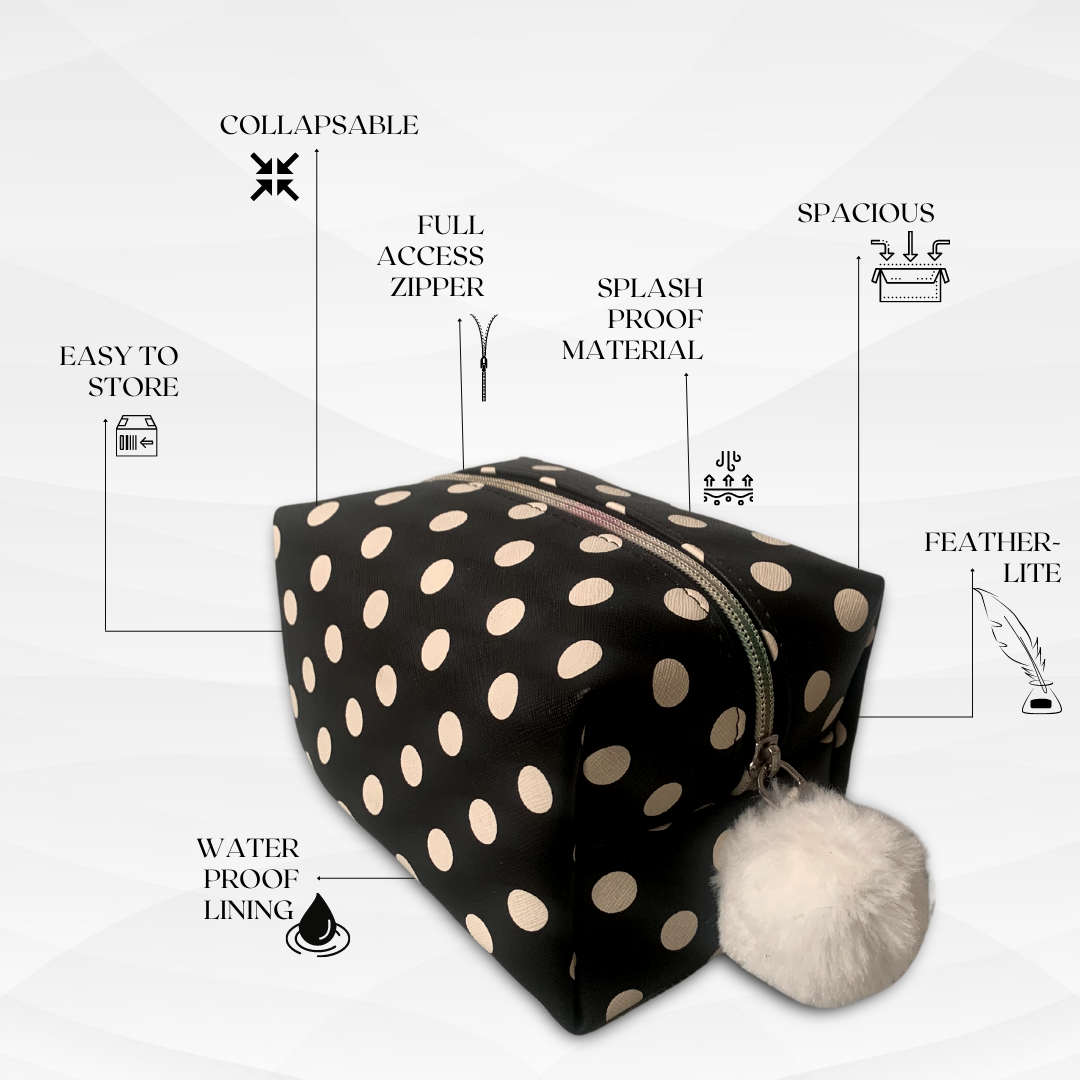 COLLAPSABLE
FULL
ACCESS
ZIPPER
SPACIOUS
SPLASH
PROOF
MATERIAL
EASY TO
STORE
FEATHER-
LITE
WATER
PROOF
LINING